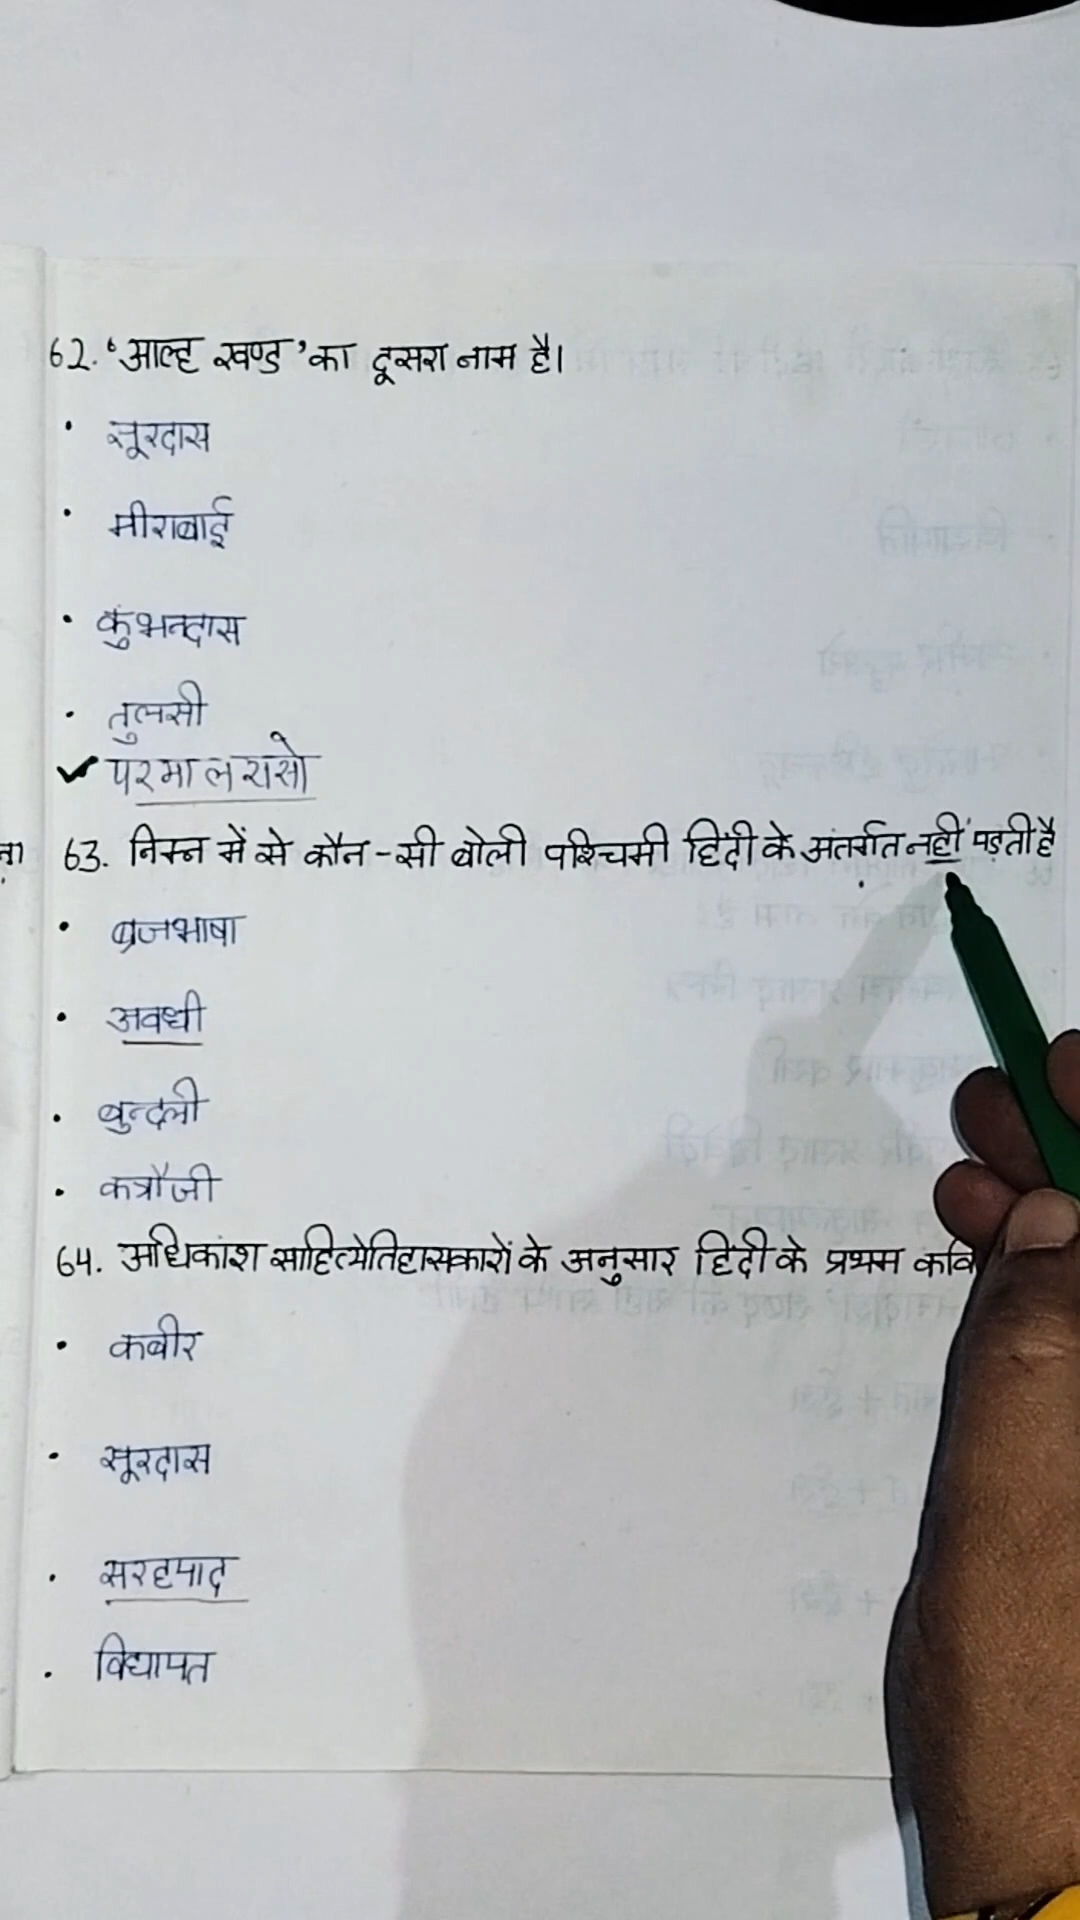 62. 'आल्ह खण्ड' का दूसरा नाम है।
• सूरदास
• मीराबाई
• कुंभनदास
• तुलसी
✓ परमाल रासो
63. निम्न में से कौन-सी बोली पश्चिमी हिंदी के अंतर्गत नहीं पड़ती है
• ब्रजभाषा
• अवधी
• बुन्देली
• कन्नौजी
64. अधिकांश साहित्येतिहासकारों के अनुसार हिंदी के प्रथम कवि
• कबीर
• सूरदास
• सरहपाद
• विद्यापत